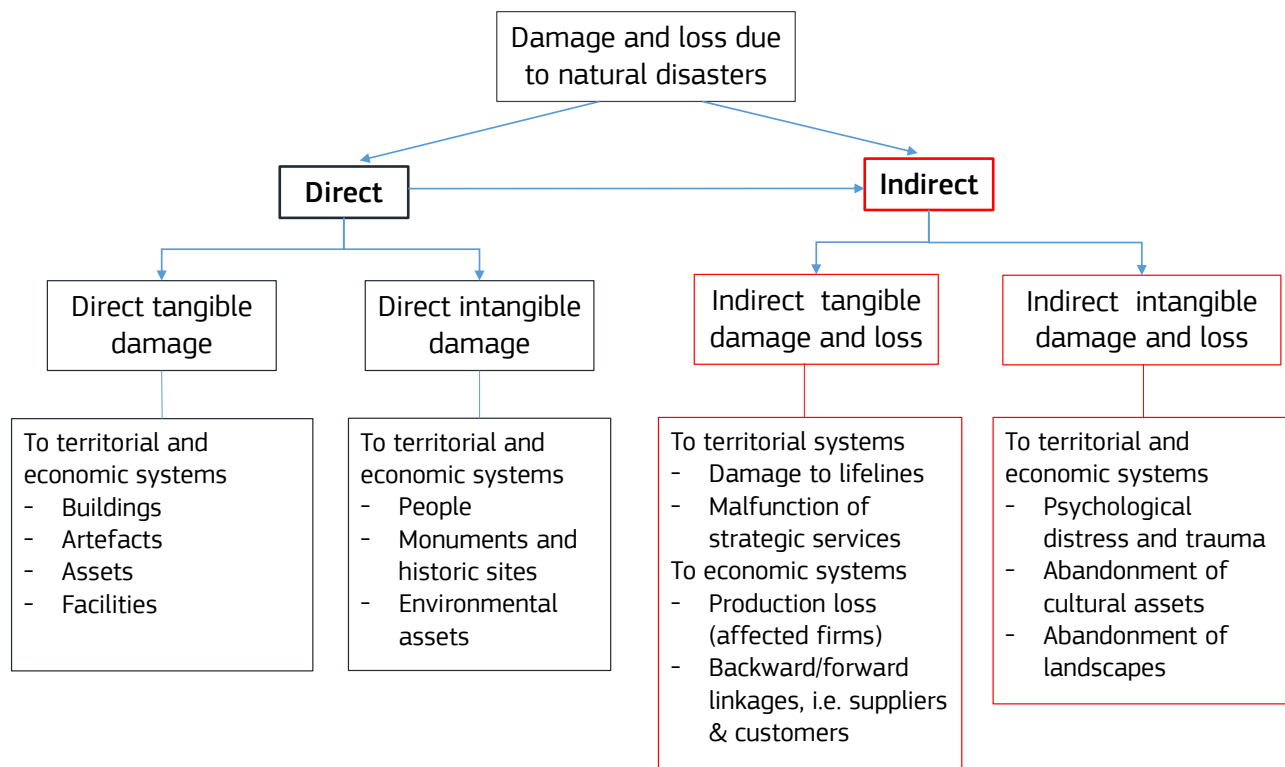 Damage and loss due
to natural disasters
Direct
Indirect
Direct tangible
damage
Direct intangible
damage
Indirect tangible
damage and loss
Indirect intangible
damage and loss
To territorial and
economic systems
- Buildings
- Artefacts
- Assets
- Facilities
To territorial and
economic systems
- People
- Monuments and
historic sites
- Environmental
assets
To territorial systems
- Damage to lifelines
- Malfunction of
strategic services
To economic systems
- Production loss
(affected firms)
- Backward/forward
linkages, i.e. suppliers
& customers
To territorial and
economic systems
- Psychological
distress and trauma
- Abandonment of
cultural assets
- Abandonment of
landscapes